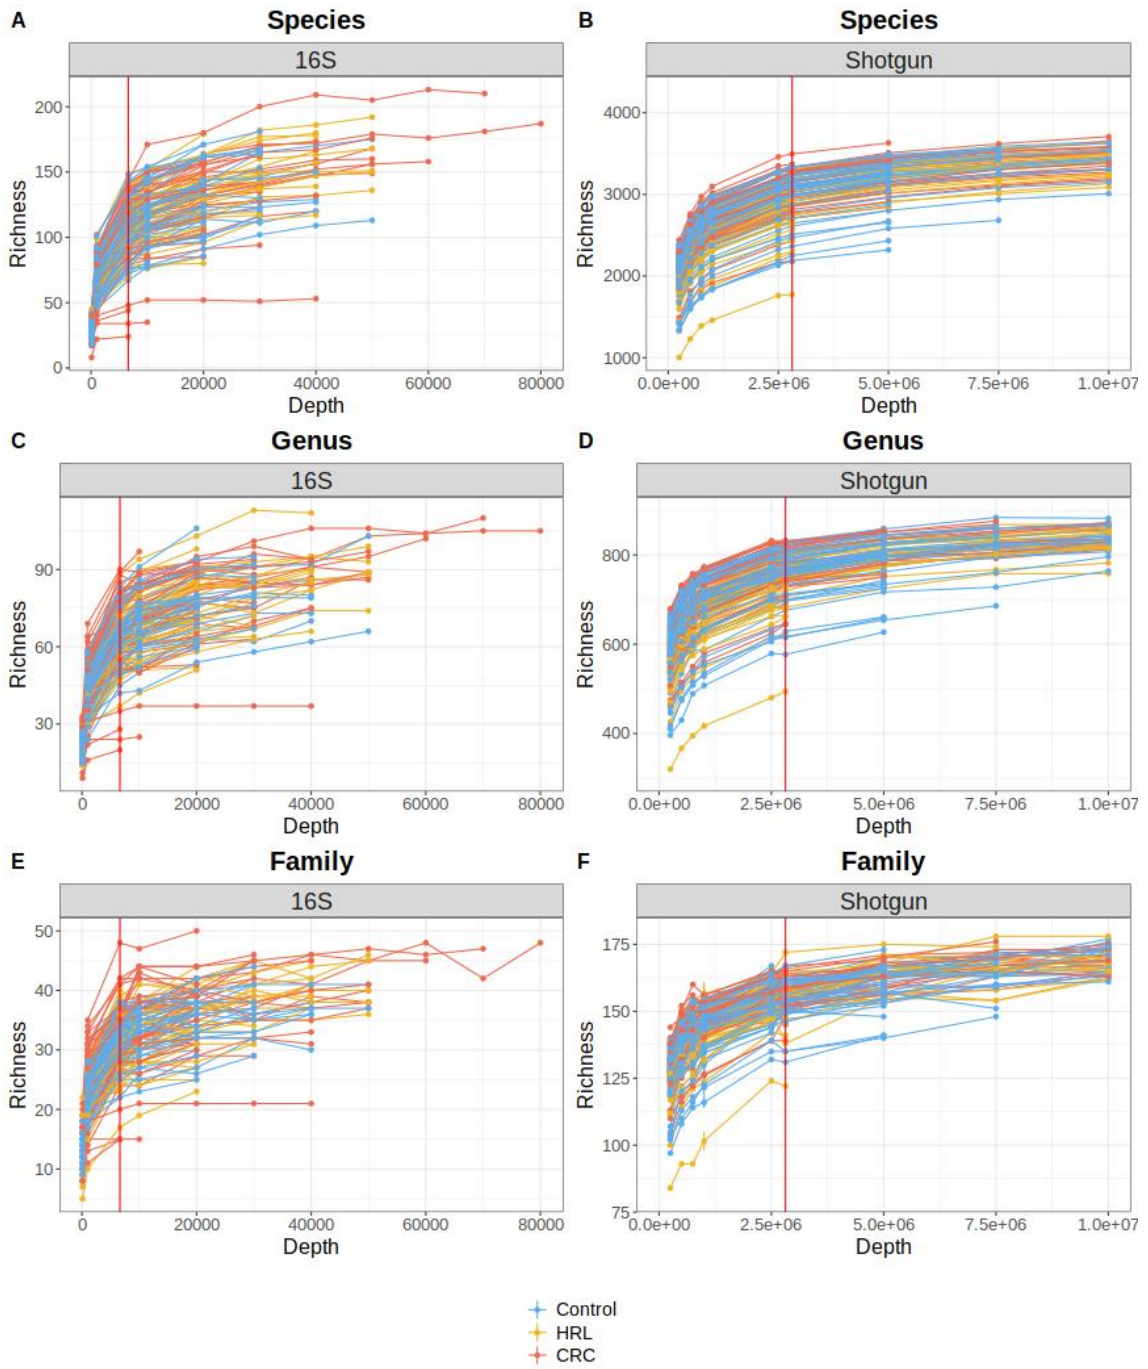 A Species
16S
Richness
200
150
100
50
0
0 20000 40000 60000 80000
Depth
B Species
Shotgun
Richness
4000
3000
2000
1000
0.0e+00 2.5e+06 5.0e+06 7.5e+06 1.0e+07
Depth
C Genus
16S
Richness
90
60
30
0 20000 40000 60000 80000
Depth
D Genus
Shotgun
Richness
800
600
400
0.0e+00 2.5e+06 5.0e+06 7.5e+06 1.0e+07
Depth
E Family
16S
Richness
50
40
30
20
10
0 20000 40000 60000 80000
Depth
F Family
Shotgun
Richness
175
150
125
100
75
0.0e+00 2.5e+06 5.0e+06 7.5e+06 1.0e+07
Depth
Control
HRL
CRC